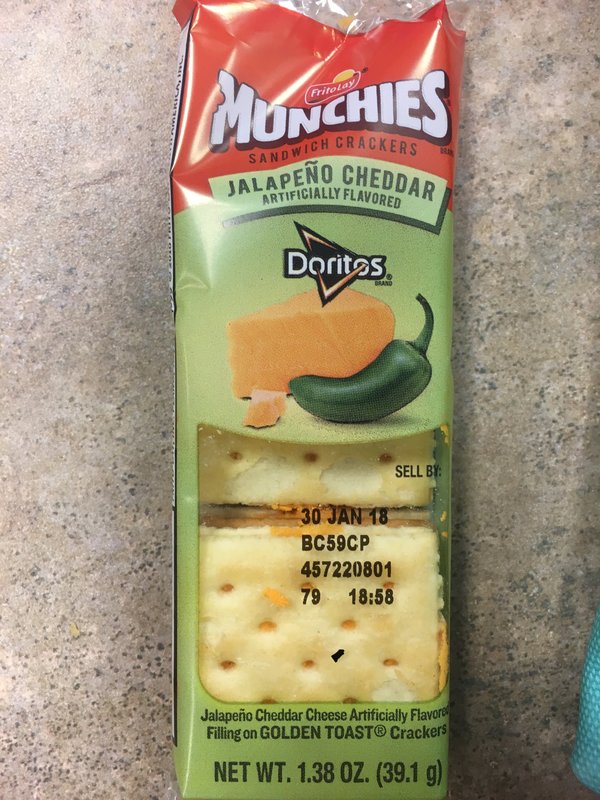 FritoLay
MUNCHIES
SANDWICH CRACKERS
BRAND
JALAPEÑO CHEDDAR
ARTIFICIALLY FLAVORED
Doritos®
BRAND
SELL BY:
30 JAN 18
BC59CP
457220801
79 18:58
Jalapeño Cheddar Cheese Artificially Flavored
Filling on GOLDEN TOAST® Crackers
NET WT. 1.38 OZ. (39.1 g)